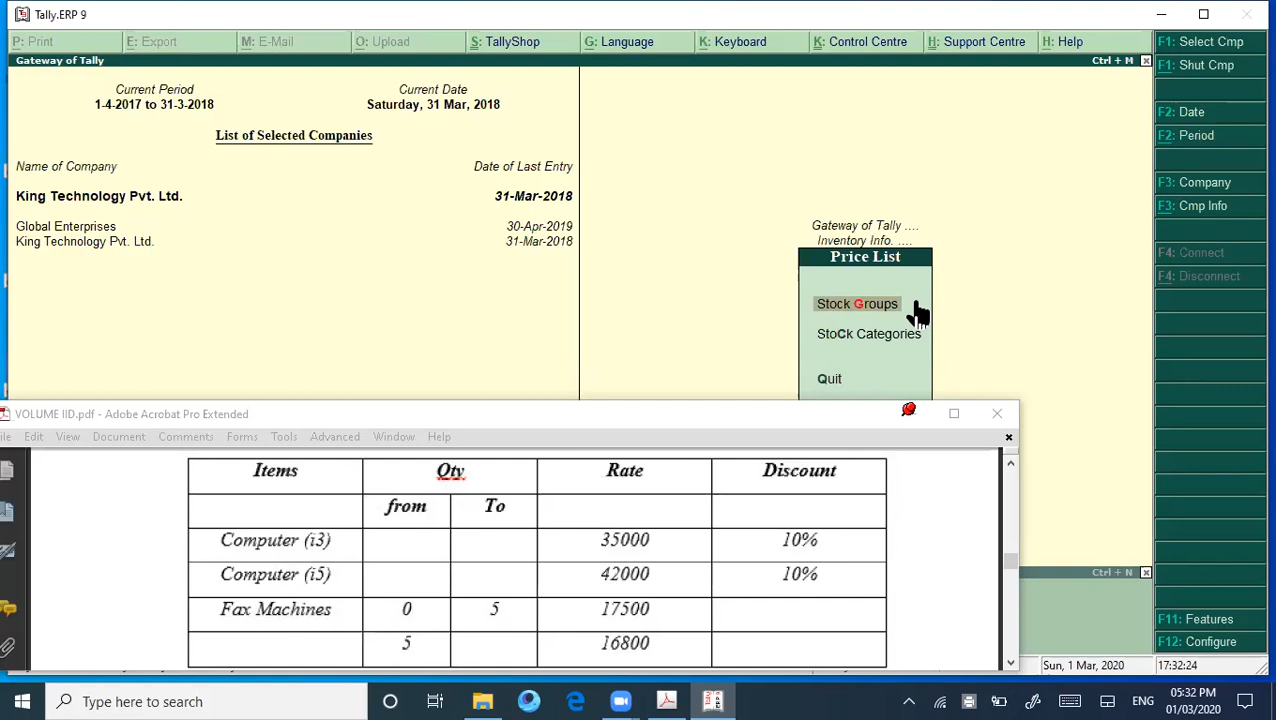 Tally.ERP 9
P: Print E: Export M: E-Mail O: Upload S: TallyShop G: Language K: Keyboard K: Control Centre H: Support Centre H: Help
Gateway of Tally Ctrl + M
Current Period Current Date
1-4-2017 to 31-3-2018 Saturday, 31 Mar, 2018
List of Selected Companies
Name of Company Date of Last Entry
King Technology Pvt. Ltd. 31-Mar-2018
Global Enterprises 30-Apr-2019
King Technology Pvt. Ltd. 31-Mar-2018
Gateway of Tally ....
Inventory Info. ....
Price List
Stock Groups
StoCk Categories
Quit
F1: Select Cmp
F1: Shut Cmp
F2: Date
F2: Period
F3: Company
F3: Cmp Info
F4: Connect
F4: Disconnect
F11: Features
F12: Configure
VOLUME IID.pdf - Adobe Acrobat Pro Extended
Edit View Document Comments Forms Tools Advanced Window Help
Items Qty Rate Discount
from To
Computer (i3) 35000 10%
Computer (i5) 42000 10%
Fax Machines 0 5 17500
5 16800
Ctrl + N
Sun, 1 Mar, 2020 17:32:24
Type here to search
ENG
05:32 PM
01/03/2020